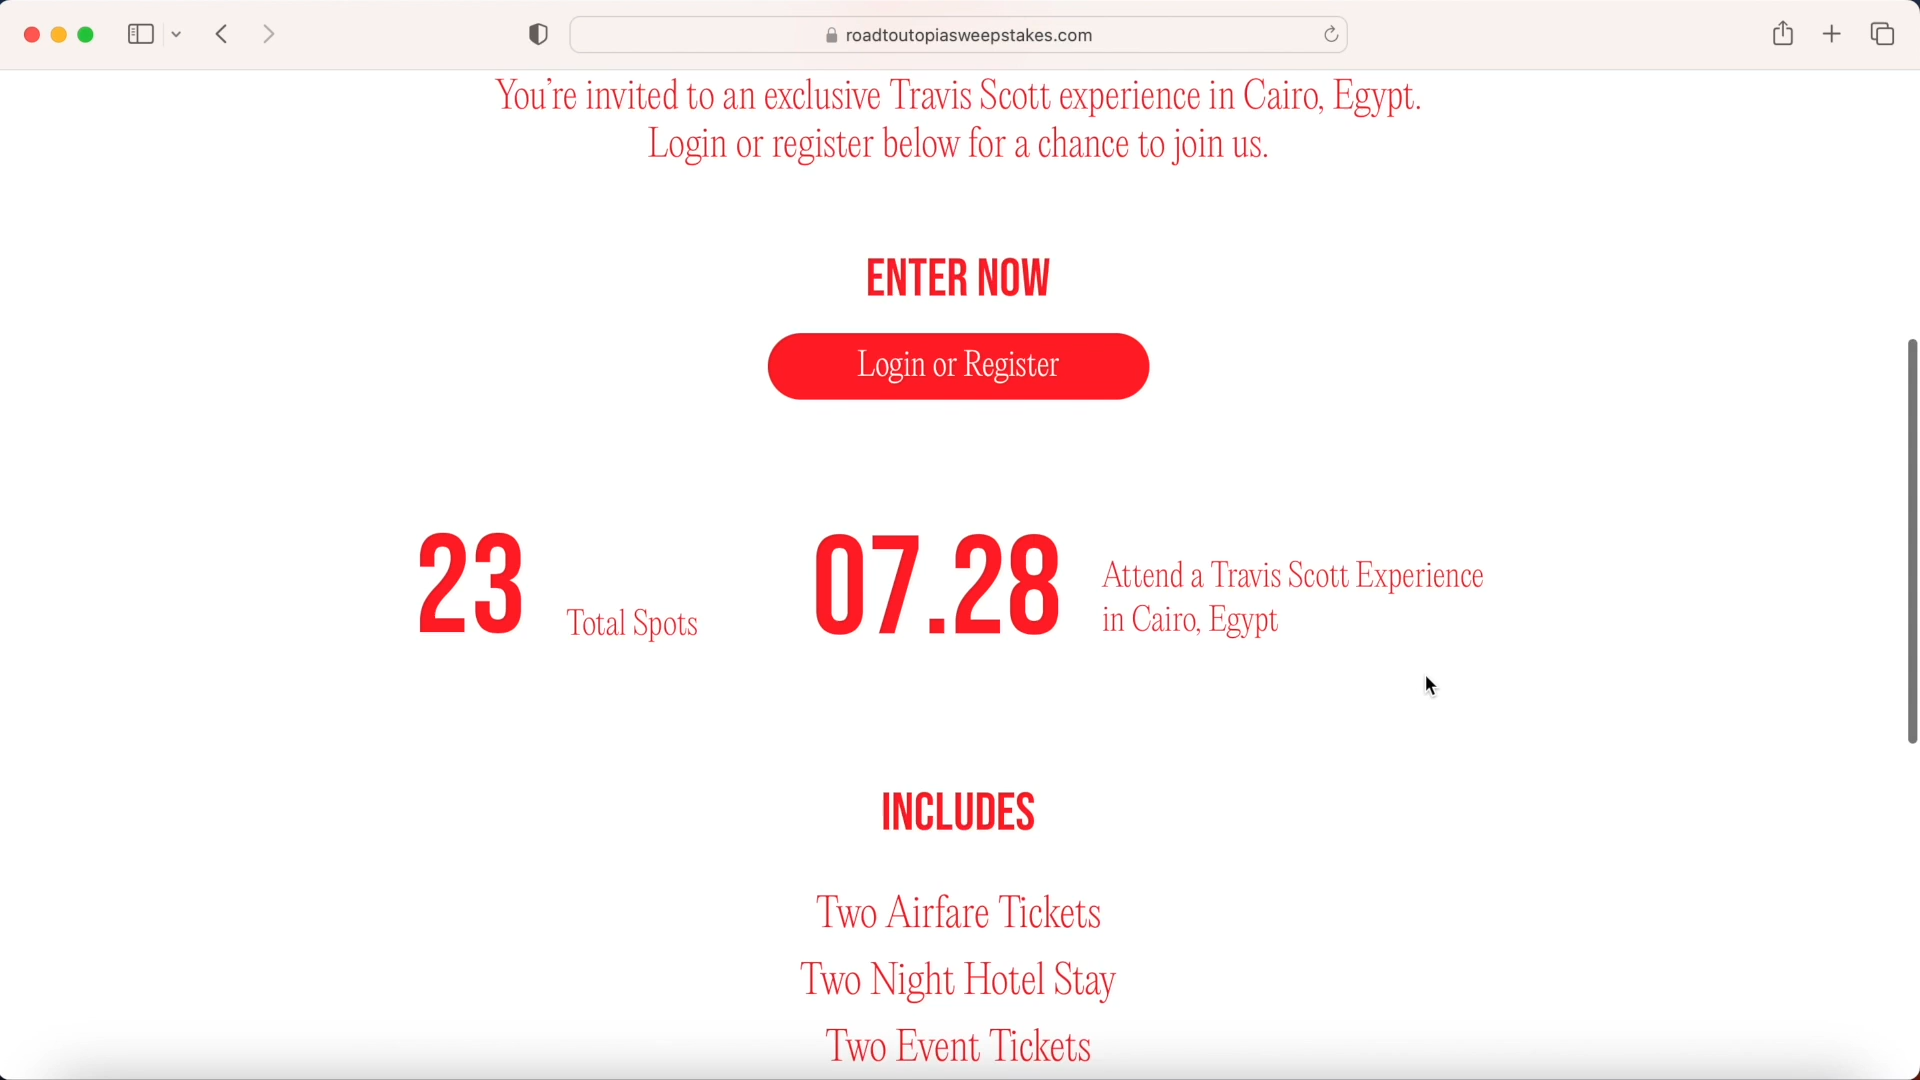 roadtoutopiasweepstakes.com
You're invited to an exclusive Travis Scott experience in Cairo, Egypt.
Login or register below for a chance to join us.
ENTER NOW
Login or Register
23
Total Spots
07.28
Attend a Travis Scott Experience
in Cairo, Egypt
INCLUDES
Two Airfare Tickets
Two Night Hotel Stay
Two Event Tickets